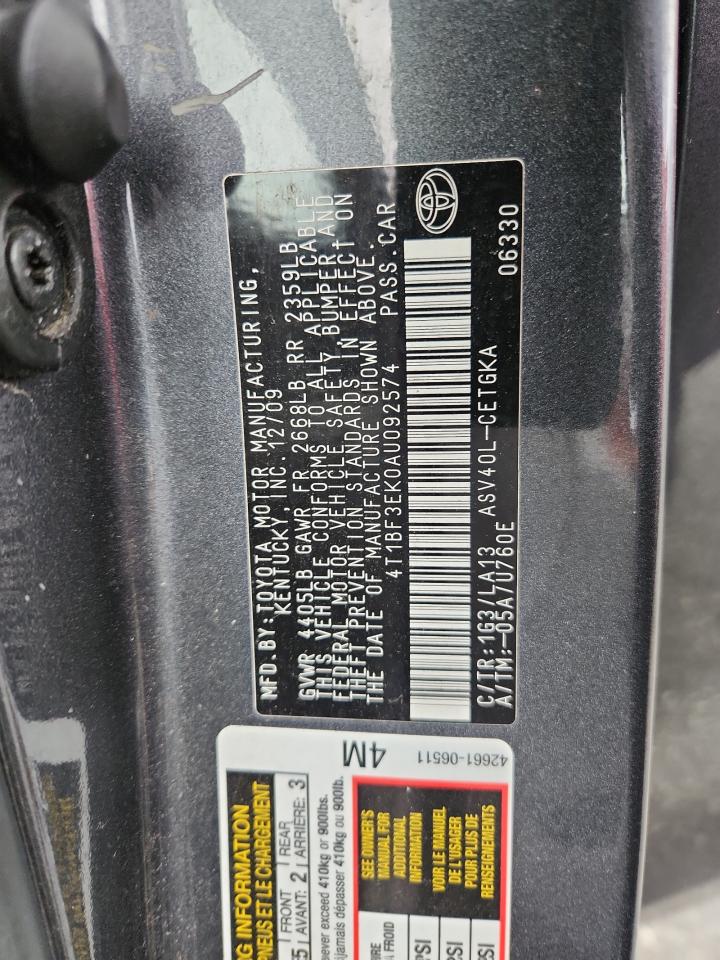 MFD. BY: TOYOTA MOTOR MANUFACTURING,
KENTUCKY, INC. 12/09
GVWR 4405LB GAWR FR 2668LB RR 2359LB
THIS VEHICLE CONFORMS TO ALL APPLICABLE
FEDERAL MOTOR VEHICLE SAFETY, BUMPER, AND
THEFT PREVENTION STANDARDS IN EFFECT ON
THE DATE OF MANUFACTURE SHOWN ABOVE.
4T1BF3EK0AU092574 PASS. CAR
C/TR: 1G3/LA13 ASV40L-CETGKA
A/TM: -05A/U760E 06330
NG INFORMATION
PNEUS ET LE CHARGEMENT
FRONT REAR
AVANT: 2 ARRIÈRE: 3
never exceed 410kg or 900lbs.
jamais dépasser 410kg ou 900lb.
4M
42661-06511
SEE OWNER'S
MANUAL FOR
ADDITIONAL
INFORMATION
VOIR LE MANUEL
DE L'USAGER
POUR PLUS DE
RENSEIGNEMENTS
À FROID
PSI
PSI